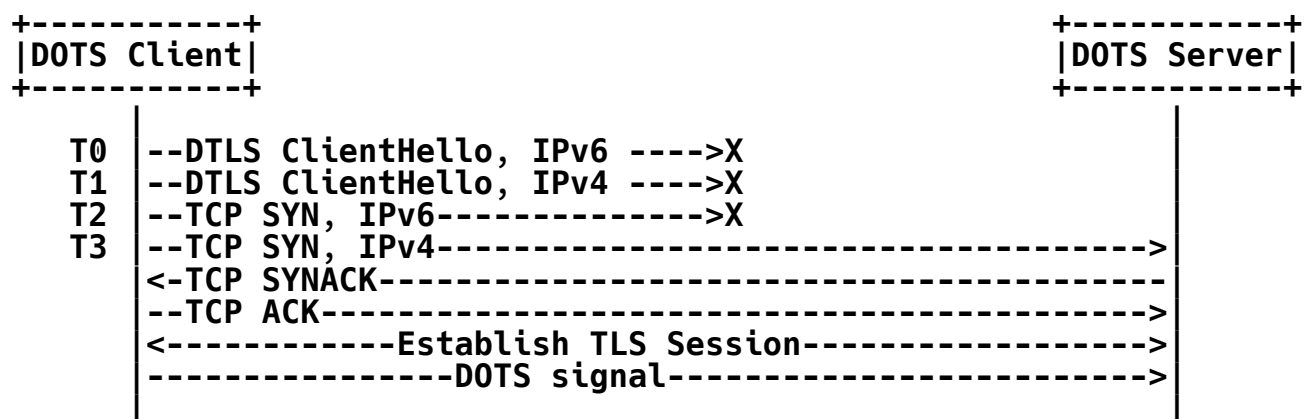 +-----------+                                         +-----------+
|DOTS Client|                                         |DOTS Server|
+-----------+                                         +-----------+
      |                                                     |
   T0 |--DTLS ClientHello, IPv6 ---->X                      |
   T1 |--DTLS ClientHello, IPv4 ---->X                      |
   T2 |--TCP SYN, IPv6-------------->X                      |
   T3 |--TCP SYN, IPv4------------------------------------->|
      |<-TCP SYNACK-----------------------------------------|
      |--TCP ACK------------------------------------------->|
      |<------------Establish TLS Session------------------>|
      |----------------DOTS signal------------------------->|
      |                                                     |